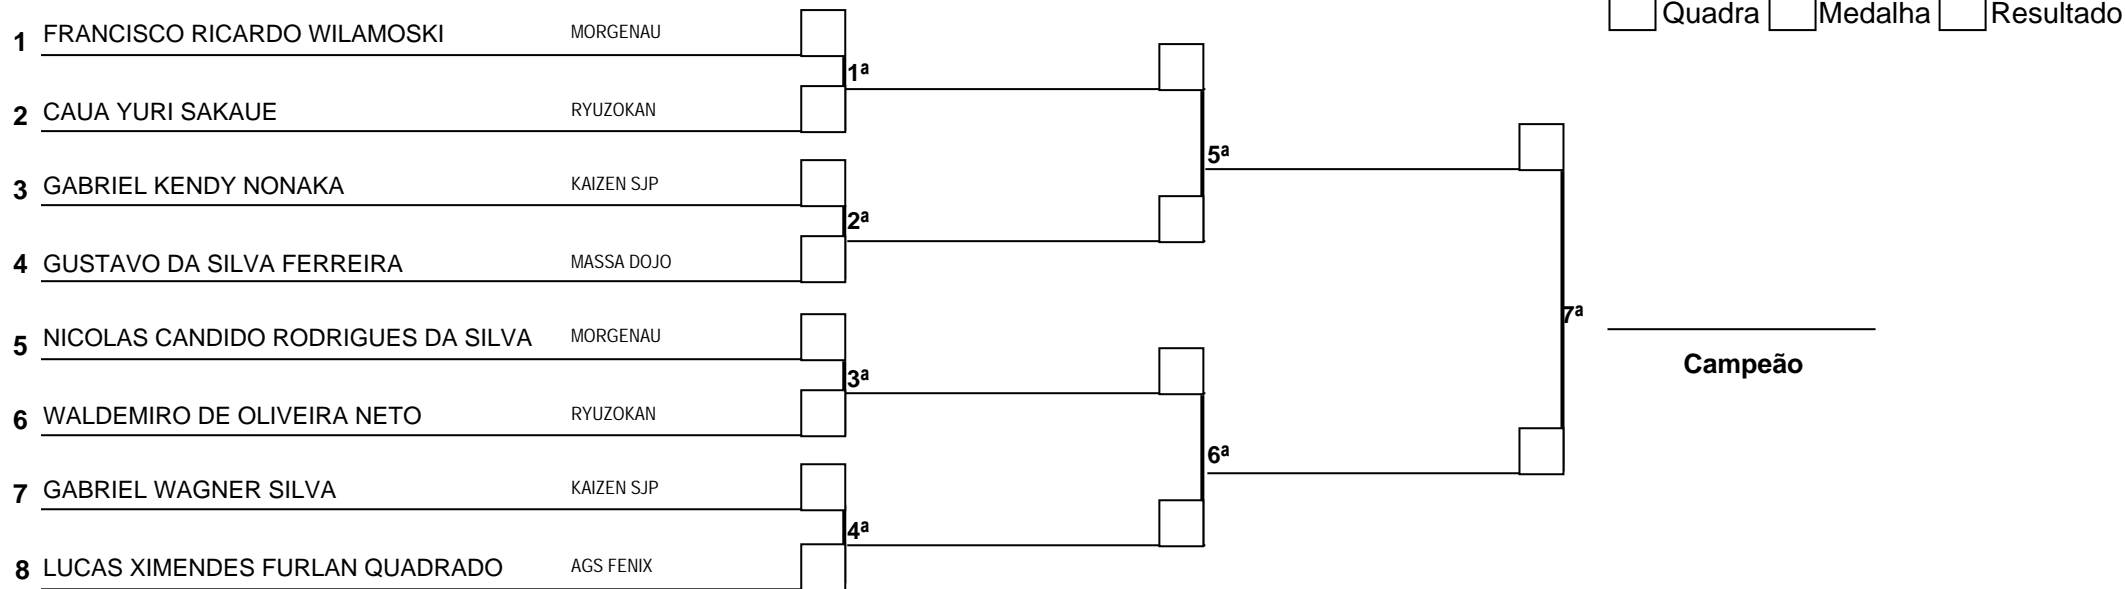 Quadra Medalha Resultado
1 FRANCISCO RICARDO WILAMOSKI MORGENAU
1ª
2 CAUA YURI SAKAUE RYUZOKAN
5ª
3 GABRIEL KENDY NONAKA KAIZEN SJP
2ª
4 GUSTAVO DA SILVA FERREIRA MASSA DOJO
7ª
5 NICOLAS CANDIDO RODRIGUES DA SILVA MORGENAU
Campeão
3ª
6 WALDEMIRO DE OLIVEIRA NETO RYUZOKAN
6ª
7 GABRIEL WAGNER SILVA KAIZEN SJP
4ª
8 LUCAS XIMENDES FURLAN QUADRADO AGS FENIX